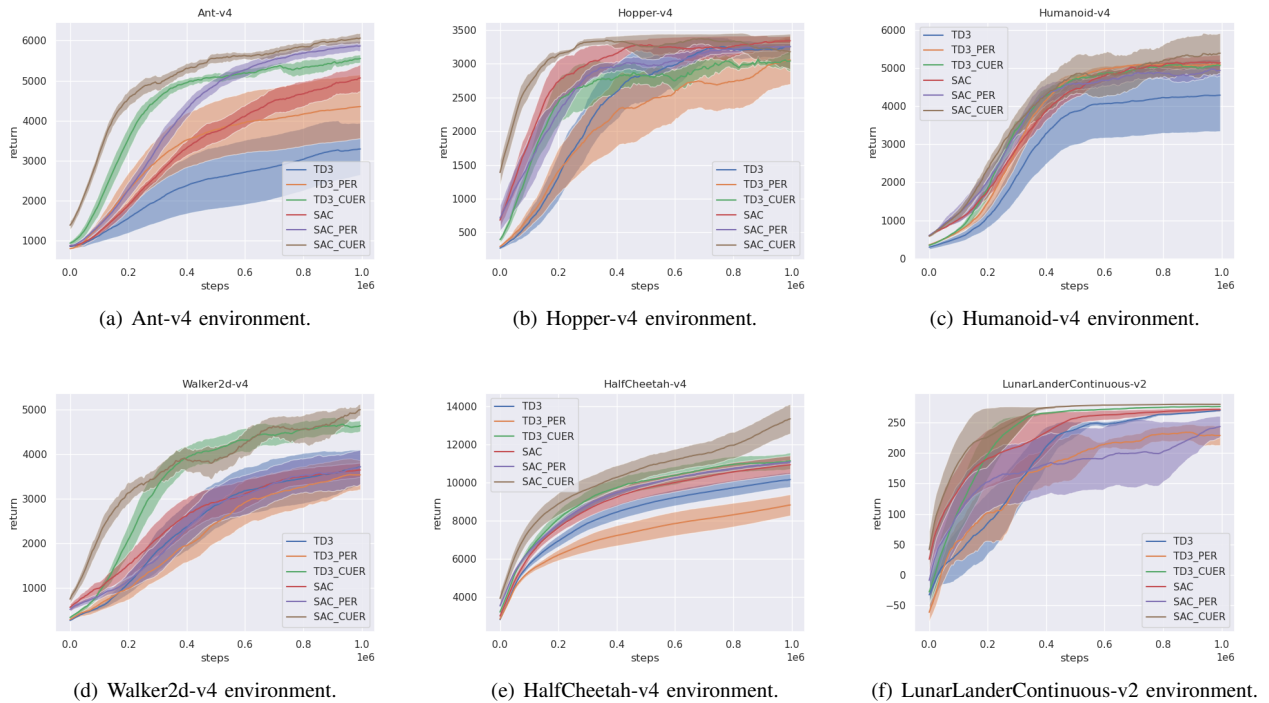 Ant-v4
6000
5000
4000
3000
2000
1000
return
0.0 0.2 0.4 0.6 0.8 1.0
steps
1e6
TD3
TD3_PER
TD3_CUER
SAC
SAC_PER
SAC_CUER
(a) Ant-v4 environment.
Hopper-v4
3500
3000
2500
2000
1500
1000
500
return
0.0 0.2 0.4 0.6 0.8 1.0
steps
1e6
TD3
TD3_PER
TD3_CUER
SAC
SAC_PER
SAC_CUER
(b) Hopper-v4 environment.
Humanoid-v4
6000
5000
4000
3000
2000
1000
0
return
0.0 0.2 0.4 0.6 0.8 1.0
steps
1e6
TD3
TD3_PER
TD3_CUER
SAC
SAC_PER
SAC_CUER
(c) Humanoid-v4 environment.
Walker2d-v4
5000
4000
3000
2000
1000
return
0.0 0.2 0.4 0.6 0.8 1.0
steps
1e6
TD3
TD3_PER
TD3_CUER
SAC
SAC_PER
SAC_CUER
(d) Walker2d-v4 environment.
HalfCheetah-v4
14000
12000
10000
8000
6000
4000
return
0.0 0.2 0.4 0.6 0.8 1.0
steps
1e6
TD3
TD3_PER
TD3_CUER
SAC
SAC_PER
SAC_CUER
(e) HalfCheetah-v4 environment.
LunarLanderContinuous-v2
250
200
150
100
50
0
−50
return
0.0 0.2 0.4 0.6 0.8 1.0
steps
1e6
TD3
TD3_PER
TD3_CUER
SAC
SAC_PER
SAC_CUER
(f) LunarLanderContinuous-v2 environment.